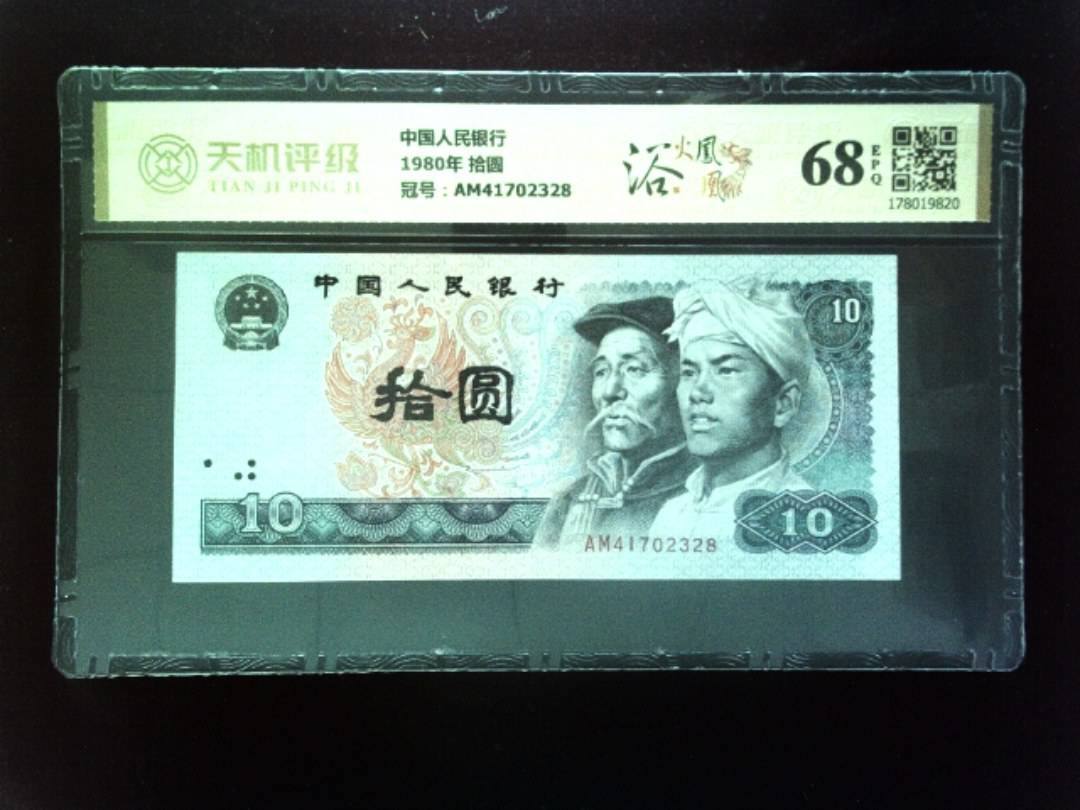 天机评级
TIAN JI PING JI
中国人民银行
1980年 拾圆
冠号：AM41702328
浴火凤凰
68 EPQ
178019820
中国人民银行
10
拾圆
10
10
AM41702328